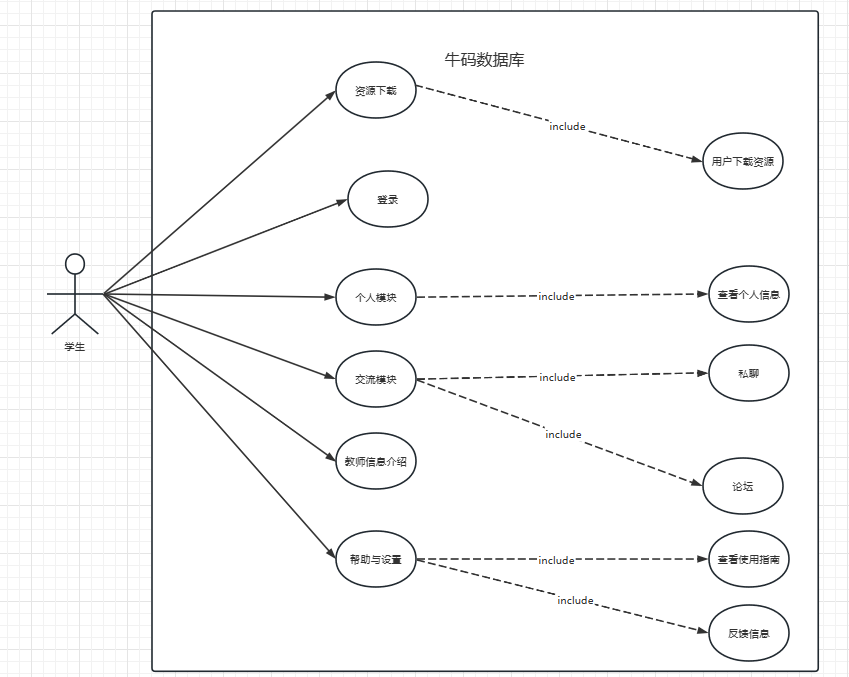 牛码数据库
资源下载
include
用户下载资源
登录
学生
个人模块
include
查看个人信息
交流模块
include
私聊
include
论坛
教师信息介绍
帮助与设置
include
查看使用指南
include
反馈信息